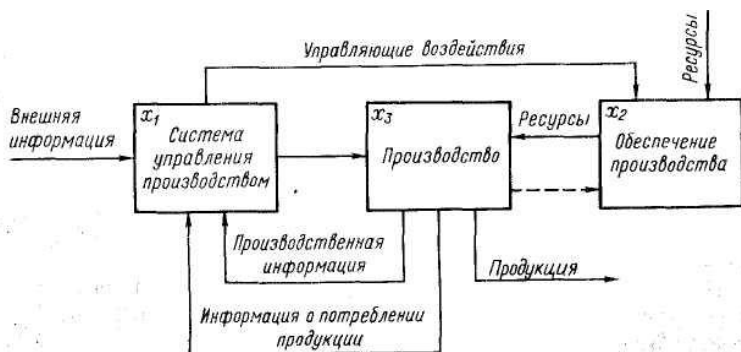 Управляющие воздействия
Ресурсы
Внешняя
информация
x₁
Система
управления
производством
x₃
Производство
Ресурсы
x₂
Обеспечение
производства
Производственная
информация
Продукция
Информация о потреблении
продукции